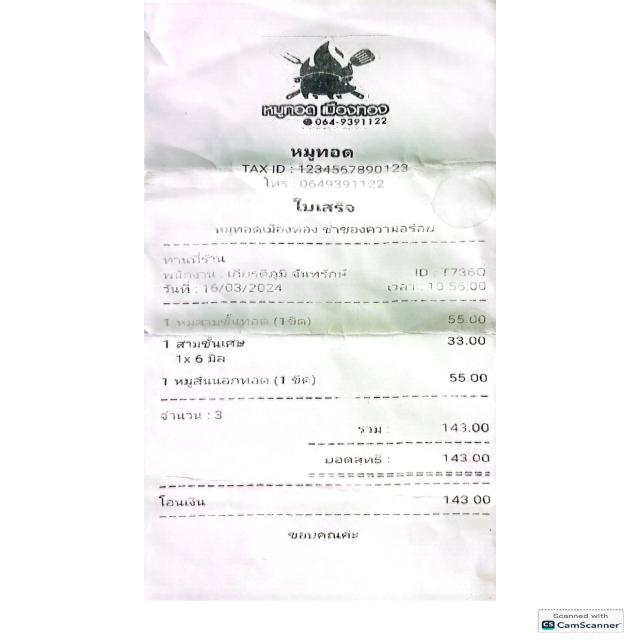 หมูทอด เมืองทอง
064-9391122
หมูทอด
TAX ID : 1234567890123
โทร : 0649391122
ใบเสร็จ
หมูทอดเมืองทอง ซ่าของความอร่อย
ทานที่ร้าน
พนักงาน : เกียรติภูมิ จันทรักษ์ ID : T736Q
วันที่ : 16/03/2024 เวลา : 10:55:00
1 หมูสามชั้นทอด (1ขีด) 55.00
1 สามชั้นเศษ 33.00
1x 6 มิล
1 หมูสันนอกทอด (1 ขีด) 55.00
จำนวน : 3
รวม : 143.00
ยอดสุทธิ : 143.00
โอนเงิน 143.00
ขอบคุณค่ะ
Scanned with
CS CamScanner